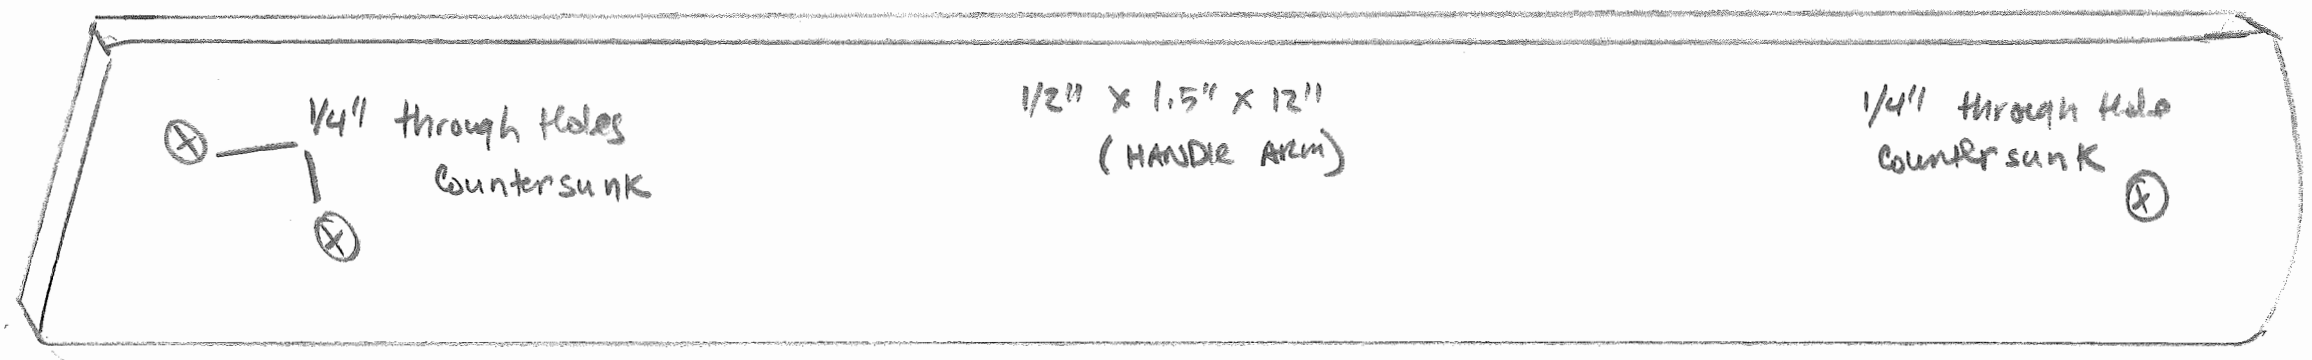 1/4" through Holes
Countersunk
1/2" x 1.5" x 12"
(HANDLE ARM)
1/4" through Hole
Countersunk